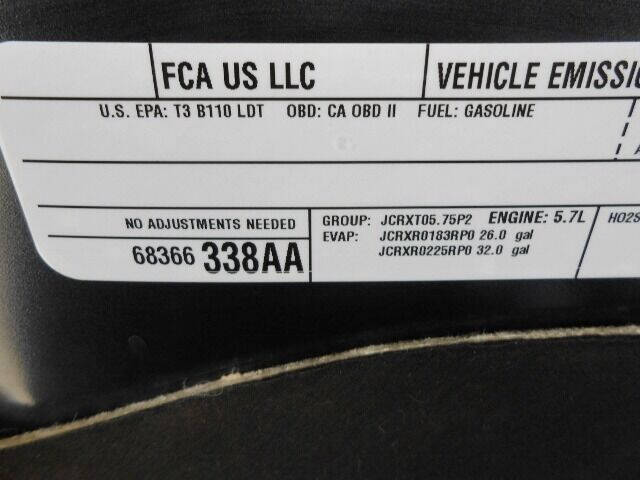 FCA US LLC VEHICLE EMISSI
U.S. EPA: T3 B110 LDT OBD: CA OBD II FUEL: GASOLINE
NO ADJUSTMENTS NEEDED
68366 338AA
GROUP: JCRXT05.75P2 ENGINE: 5.7L HO2S
EVAP: JCRXR0183RP0 26.0 gal
JCRXR0225RP0 32.0 gal